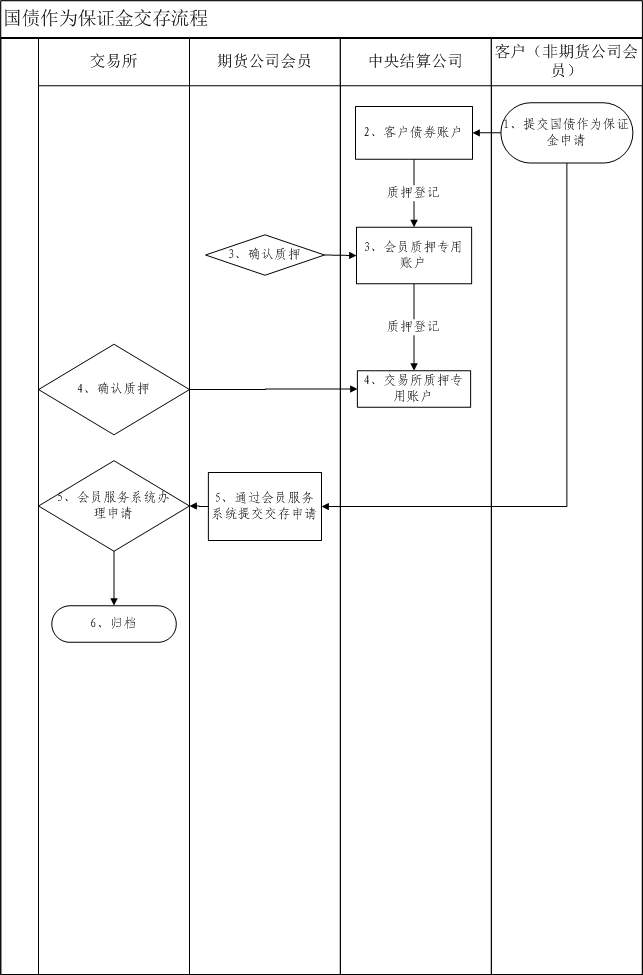 国债作为保证金交存流程
交易所
期货公司会员
中央结算公司
客户（非期货公司会
员）
1、提交国债作为保证
金申请
2、客户债券账户
质押登记
3、确认质押
3、会员质押专用
账户
质押登记
4、确认质押
4、交易所质押专
用账户
5、会员服务系统办
理申请
5、通过会员服务
系统提交交存申请
6、归档